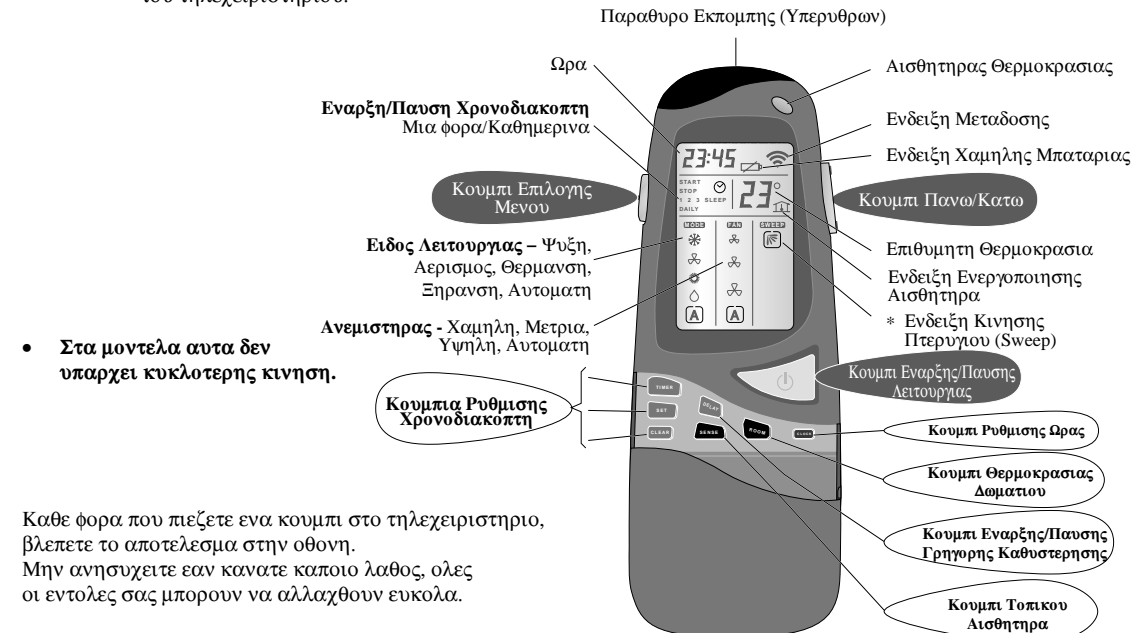 του τηλεχειριστηριου.
Παραθυρο Εκπομπης (Υπερυθρων)
Ωρα
Αισθητηρας Θερμοκρασιας
Εναρξη/Παυση Χρονοδιακοπτη
Μια φορα/Καθημερινα
Ενδειξη Μεταδοσης
Ενδειξη Χαμηλης Μπαταριας
23:45
START
STOP
1 2 3 SLEEP
DAILY
23°
Κουμπι Επιλογης
Μενου
Κουμπι Πανω/Κατω
MODE FAN SWEEP
A A
Ειδος Λειτουργιας – Ψυξη,
Αερισμος, Θερμανση,
Ξηρανση, Αυτοματη
Επιθυμητη Θερμοκρασια
Ενδειξη Ενεργοποιησης
Αισθητηρα
Ανεμιστηρας - Χαμηλη, Μετρια,
Υψηλη, Αυτοματη
* Ενδειξη Κινησης
Πτερυγιου (Sweep)
• Στα μοντελα αυτα δεν
υπαρχει κυκλοτερης κινηση.
Κουμπι Εναρξης/Παυσης
Λειτουργιας
Κουμπια Ρυθμισης
Χρονοδιακοπτη
TIMER
SET DELAY
CLEAR SENSE ROOM CLOCK
Κουμπι Ρυθμισης Ωρας
Κουμπι Θερμοκρασιας
Δωματιου
Καθε φορα που πιεζετε ενα κουμπι στο τηλεχειριστηριο,
βλεπετε το αποτελεσμα στην οθονη.
Μην ανησυχειτε εαν κανατε καποιο λαθος, ολες
οι εντολες σας μπορουν να αλλαχθουν ευκολα.
Κουμπι Εναρξης/Παυσης
Γρηγορης Καθυστερησης
Κουμπι Τοπικου
Αισθητηρα